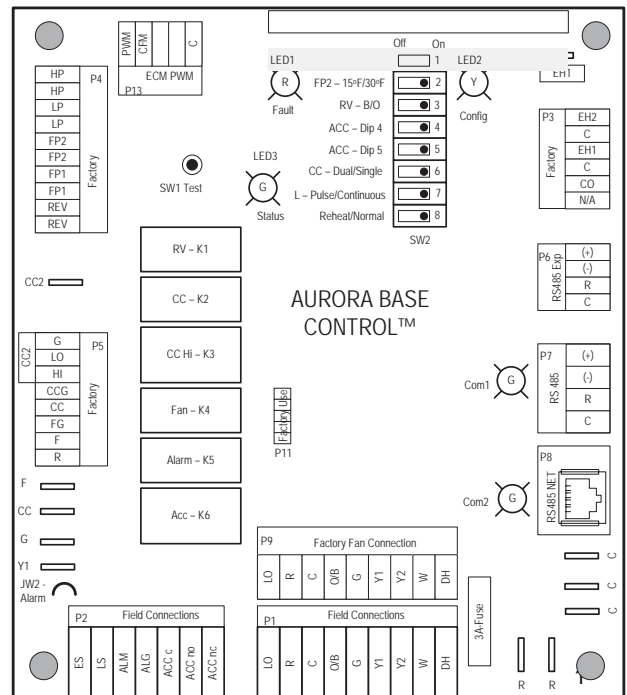 PWM
CFM
C
ECM PWM
P13
Off On
LED1
1
LED2
R
Fault
FP2 – 15ºF/30ºF
2
RV – B/O
3
ACC – Dip 4
4
ACC – Dip 5
5
CC – Dual/Single
6
L – Pulse/Continuous
7
Reheat/Normal
8
SW2
Y
Config
EH1
HP
HP
LP
LP
FP2
FP2
FP1
FP1
REV
REV
P4
Factory
SW1 Test
LED3
G
Status
P3
Factory
EH2
C
EH1
C
CO
N/A
RV – K1
CC – K2
CC Hi – K3
Fan – K4
Alarm – K5
Acc – K6
AURORA BASE
CONTROL™
P6
RS485 Exp
(+)
(-)
R
C
CC2
CC2
G
LO
HI
CCG
CC
FG
F
R
P5
Factory
Factory Use
P11
Com1
G
P7
RS 485
(+)
(-)
R
C
Com2
G
P8
RS485 NET
F
CC
G
Y1
JW2 -
Alarm
P9
Factory Fan Connection
LO
R
C
O/B
G
Y1
Y2
W
DH
C
C
C
P2
Field Connections
ES
LS
ALM
ALG
ACC c
ACC no
ACC nc
P1
Field Connections
LO
R
C
O/B
G
Y1
Y2
W
DH
3A-Fuse
R
R